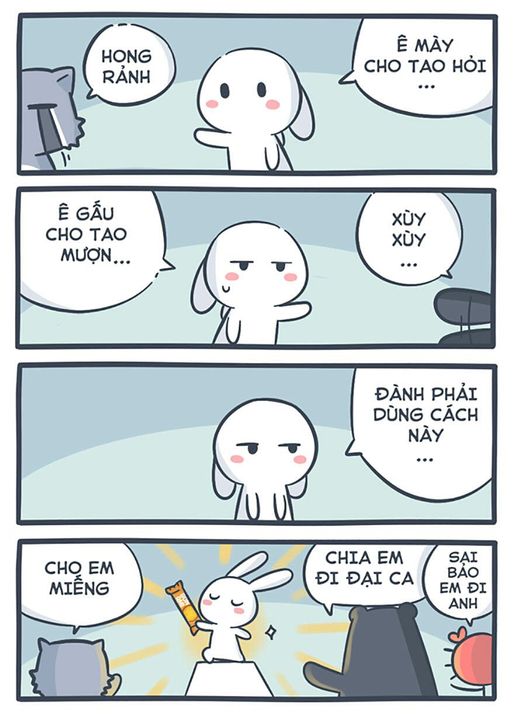 HONG
RẢNH
Ê MÀY
CHO TAO HỎI
...
Ê GẤU
CHO TAO
MƯỢN...
XÙY
XÙY
...
ĐÀNH PHẢI
DÙNG CÁCH
NÀY
...
CHO EM
MIẾNG
CHIA EM
ĐI ĐẠI CA
SAI
BẢO
EM ĐI
ANH